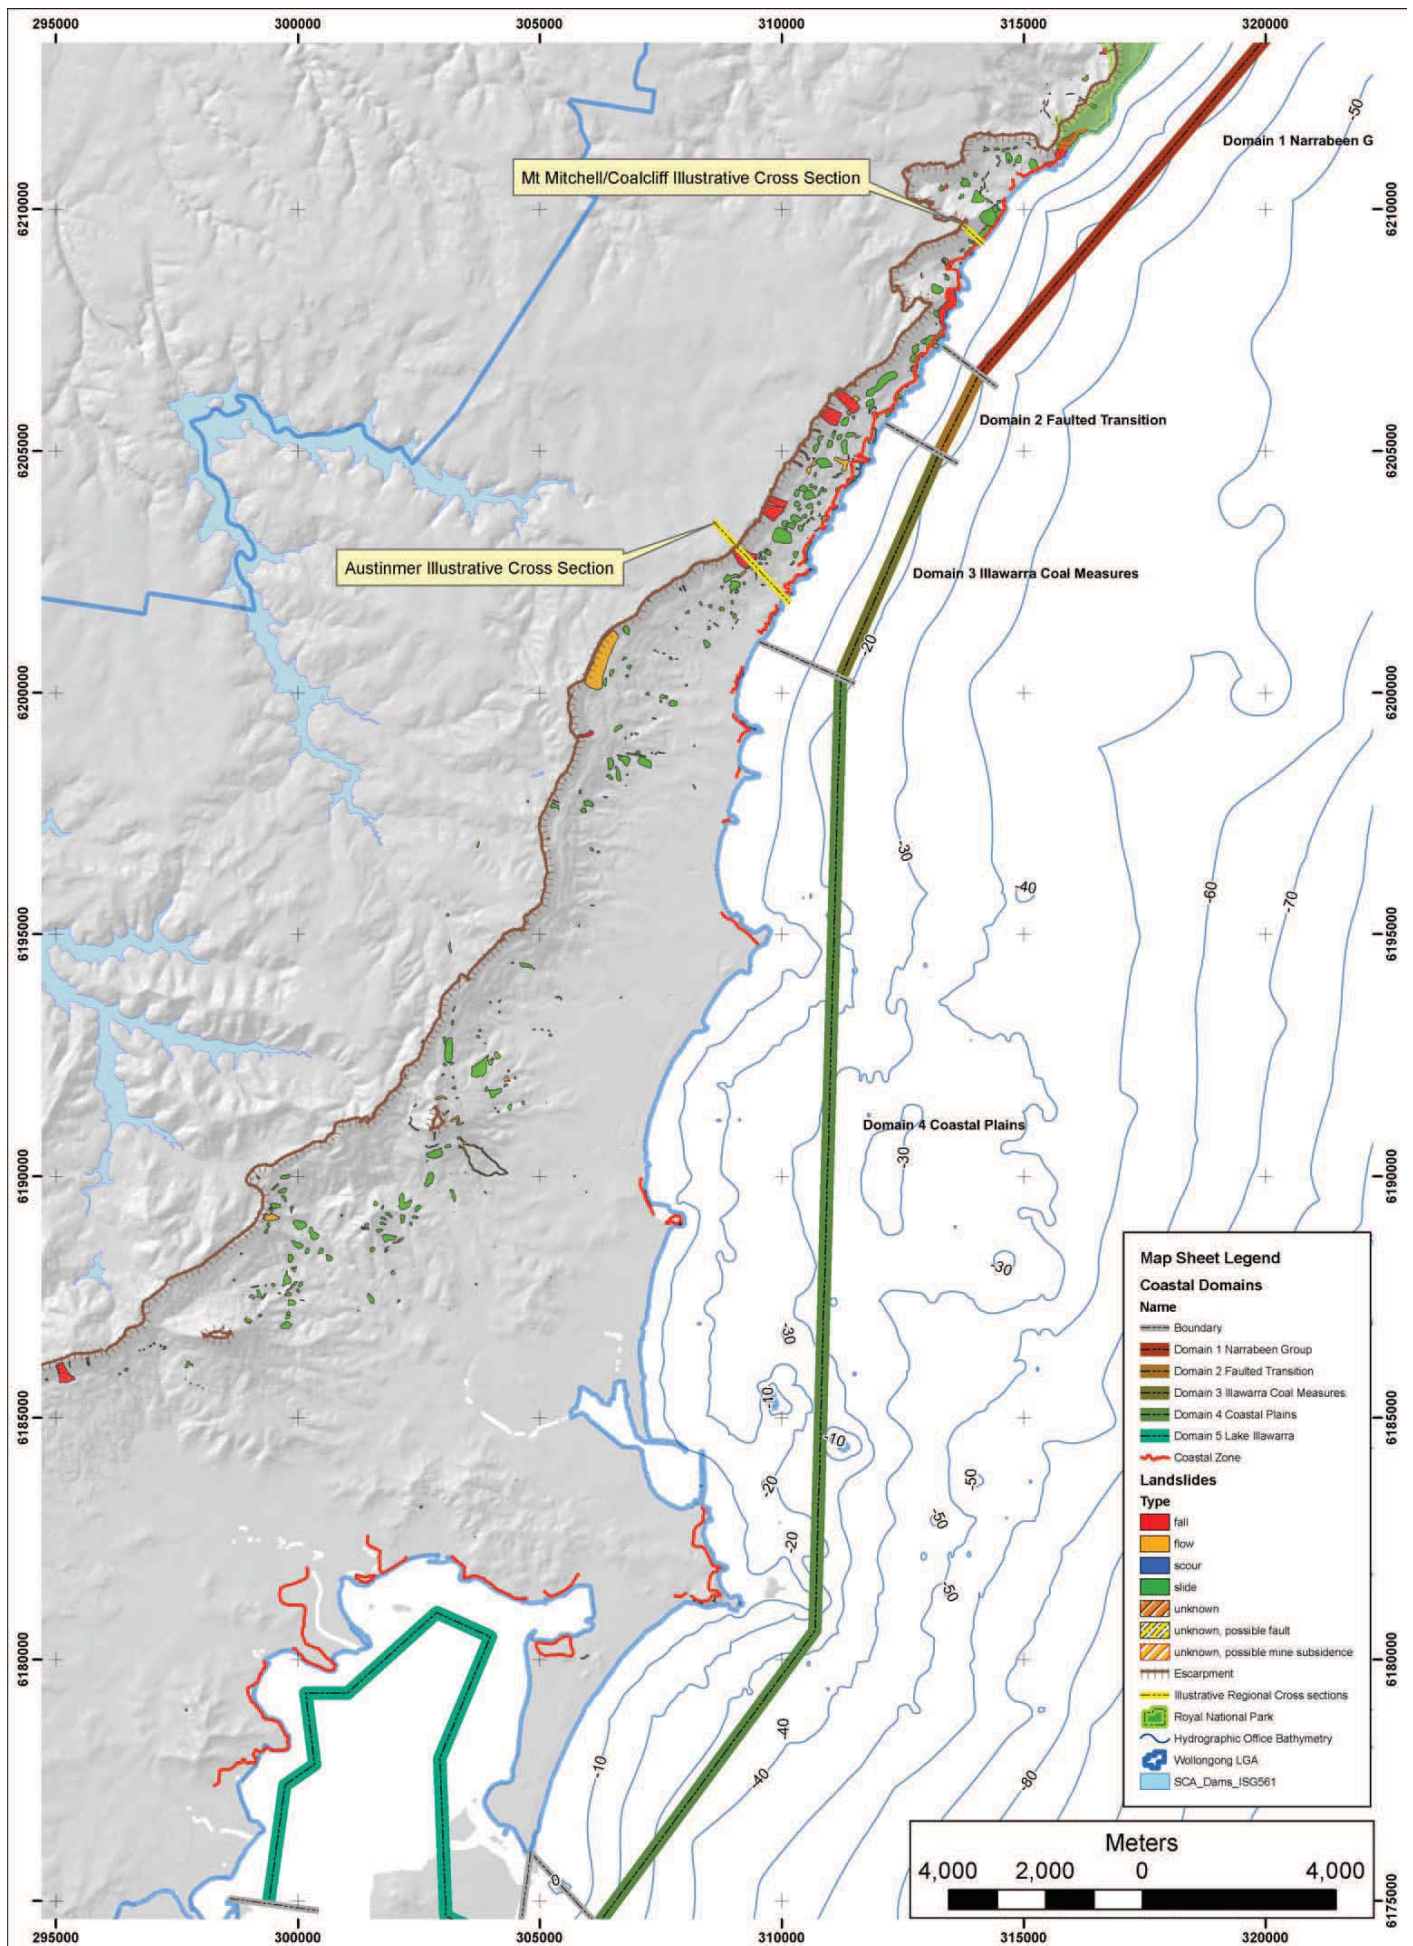 295000 300000 305000 310000 315000 320000
-50
Domain 1 Narrabeen G
Mt Mitchell/Coalcliff Illustrative Cross Section
6210000 6210000
Domain 2 Faulted Transition
6205000 6205000
Austinmer Illustrative Cross Section
Domain 3 Illawarra Coal Measures
-20
6200000 6200000
-30
-40
-60
-70
6195000 6195000
Domain 4 Coastal Plains
-30
6190000 6190000
-30
-30
-10
-10
6185000 6185000
-20
-50
-50
-20
-50
6180000 6180000
-40
-10
-40
-80
0
6175000
Map Sheet Legend
Coastal Domains
Name
Boundary
Domain 1 Narrabeen Group
Domain 2 Faulted Transition
Domain 3 Illawarra Coal Measures
Domain 4 Coastal Plains
Domain 5 Lake Illawarra
Coastal Zone
Landslides
Type
fall
flow
scour
slide
unknown
unknown, possible fault
unknown, possible mine subsidence
Escarpment
Illustrative Regional Cross sections
Royal National Park
Hydrographic Office Bathymetry
Wollongong LGA
SCA_Dams_ISG561
Meters
4,000 2,000 0 4,000
295000 300000 305000 310000 315000 320000